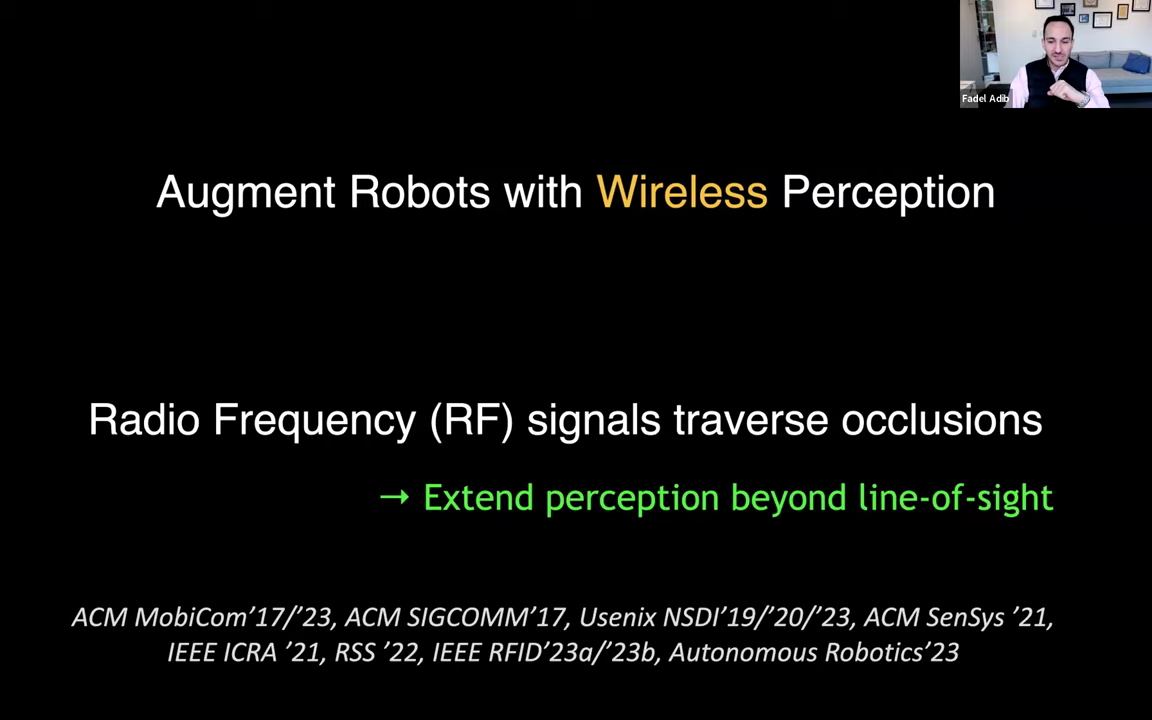 Fadel Adib
Augment Robots with Wireless Perception
Radio Frequency (RF) signals traverse occlusions
→ Extend perception beyond line-of-sight
ACM MobiCom’17/’23, ACM SIGCOMM’17, Usenix NSDI’19/’20/’23, ACM SenSys ’21,
IEEE ICRA ’21, RSS ’22, IEEE RFID’23a/’23b, Autonomous Robotics’23